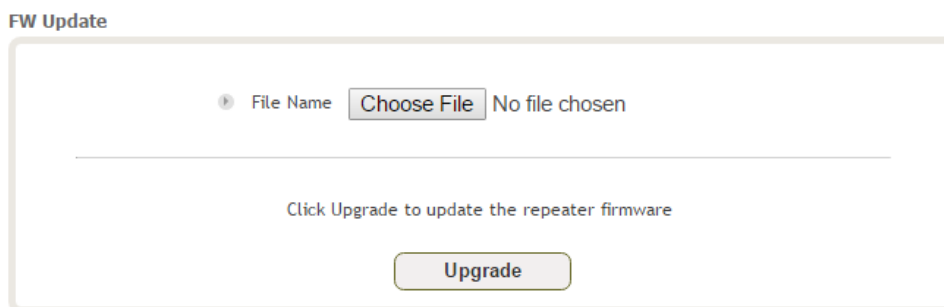 FW Update
File Name Choose File No file chosen
Click Upgrade to update the repeater firmware
Upgrade